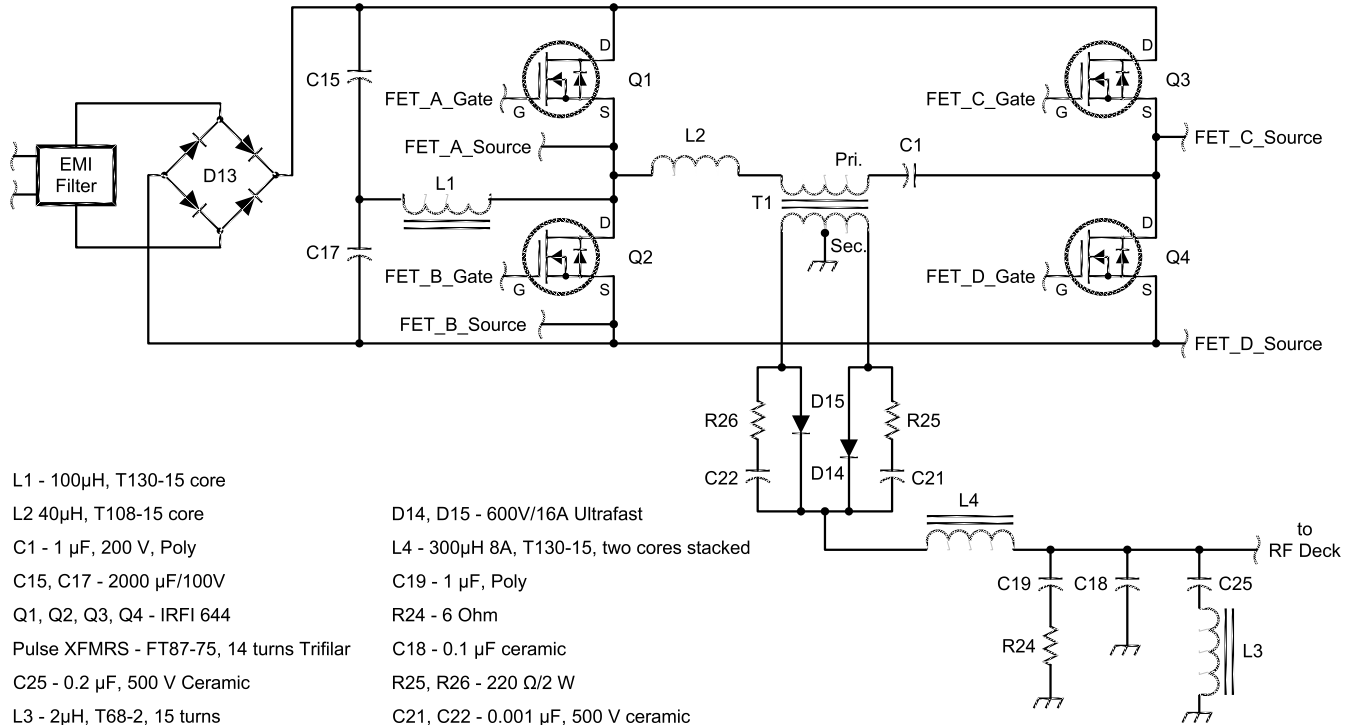 C15
D
Q1
FET_A_Gate
G
S
FET_A_Source
D
Q3
FET_C_Gate
G
S
FET_C_Source
EMI
Filter
D13
L1
L2
Pri.
C1
T1
Sec.
C17
D
Q2
FET_B_Gate
G
S
FET_B_Source
D
Q4
FET_D_Gate
G
S
FET_D_Source
R26
D15
R25
C22
D14
C21
L4
to
RF Deck
C19
C18
C25
R24
L3
L1 - 100µH, T130-15 core
L2 40µH, T108-15 core
C1 - 1 µF, 200 V, Poly
C15, C17 - 2000 µF/100V
Q1, Q2, Q3, Q4 - IRFI 644
Pulse XFMRS - FT87-75, 14 turns Trifilar
C25 - 0.2 µF, 500 V Ceramic
L3 - 2µH, T68-2, 15 turns
D14, D15 - 600V/16A Ultrafast
L4 - 300µH 8A, T130-15, two cores stacked
C19 - 1 µF, Poly
R24 - 6 Ohm
C18 - 0.1 µF ceramic
R25, R26 - 220 Ω/2 W
C21, C22 - 0.001 µF, 500 V ceramic